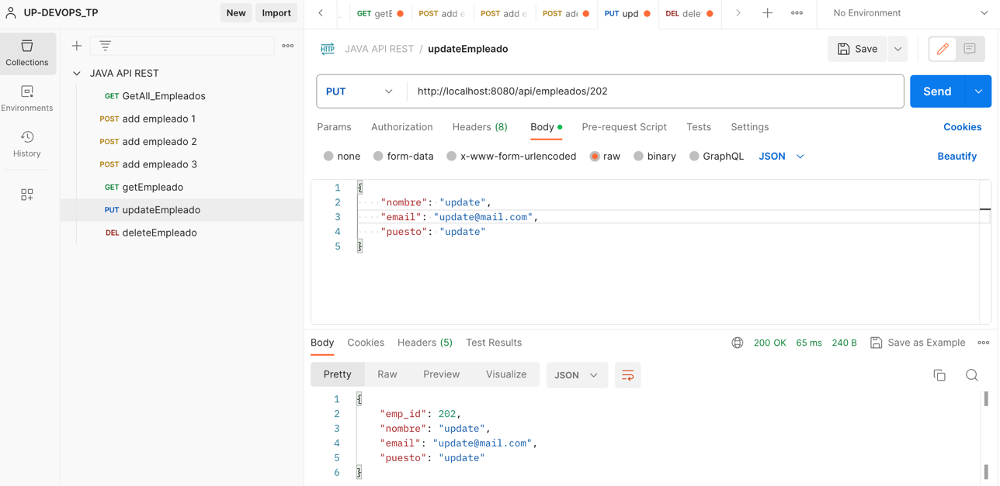 UP-DEVOPS_TP New Import
GET getE POST add e POST add e POST ad PUT upd DEL dele No Environment
Collections
Environments
History
JAVA API REST
GET GetAll_Empleados
POST add empleado 1
POST add empleado 2
POST add empleado 3
GET getEmpleado
PUT updateEmpleado
DEL deleteEmpleado
HTTP JAVA API REST / updateEmpleado Save
PUT http://localhost:8080/api/empleados/202 Send
Params Authorization Headers (8) Body Pre-request Script Tests Settings Cookies
none form-data x-www-form-urlencoded raw binary GraphQL JSON Beautify
1 {
2 "nombre": "update",
3 "email": "update@mail.com",
4 "puesto": "update"
5 }
Body Cookies Headers (5) Test Results 200 OK 65 ms 240 B Save as Example
Pretty Raw Preview Visualize JSON
1 {
2 "emp_id": 202,
3 "nombre": "update",
4 "email": "update@mail.com",
5 "puesto": "update"
6 }